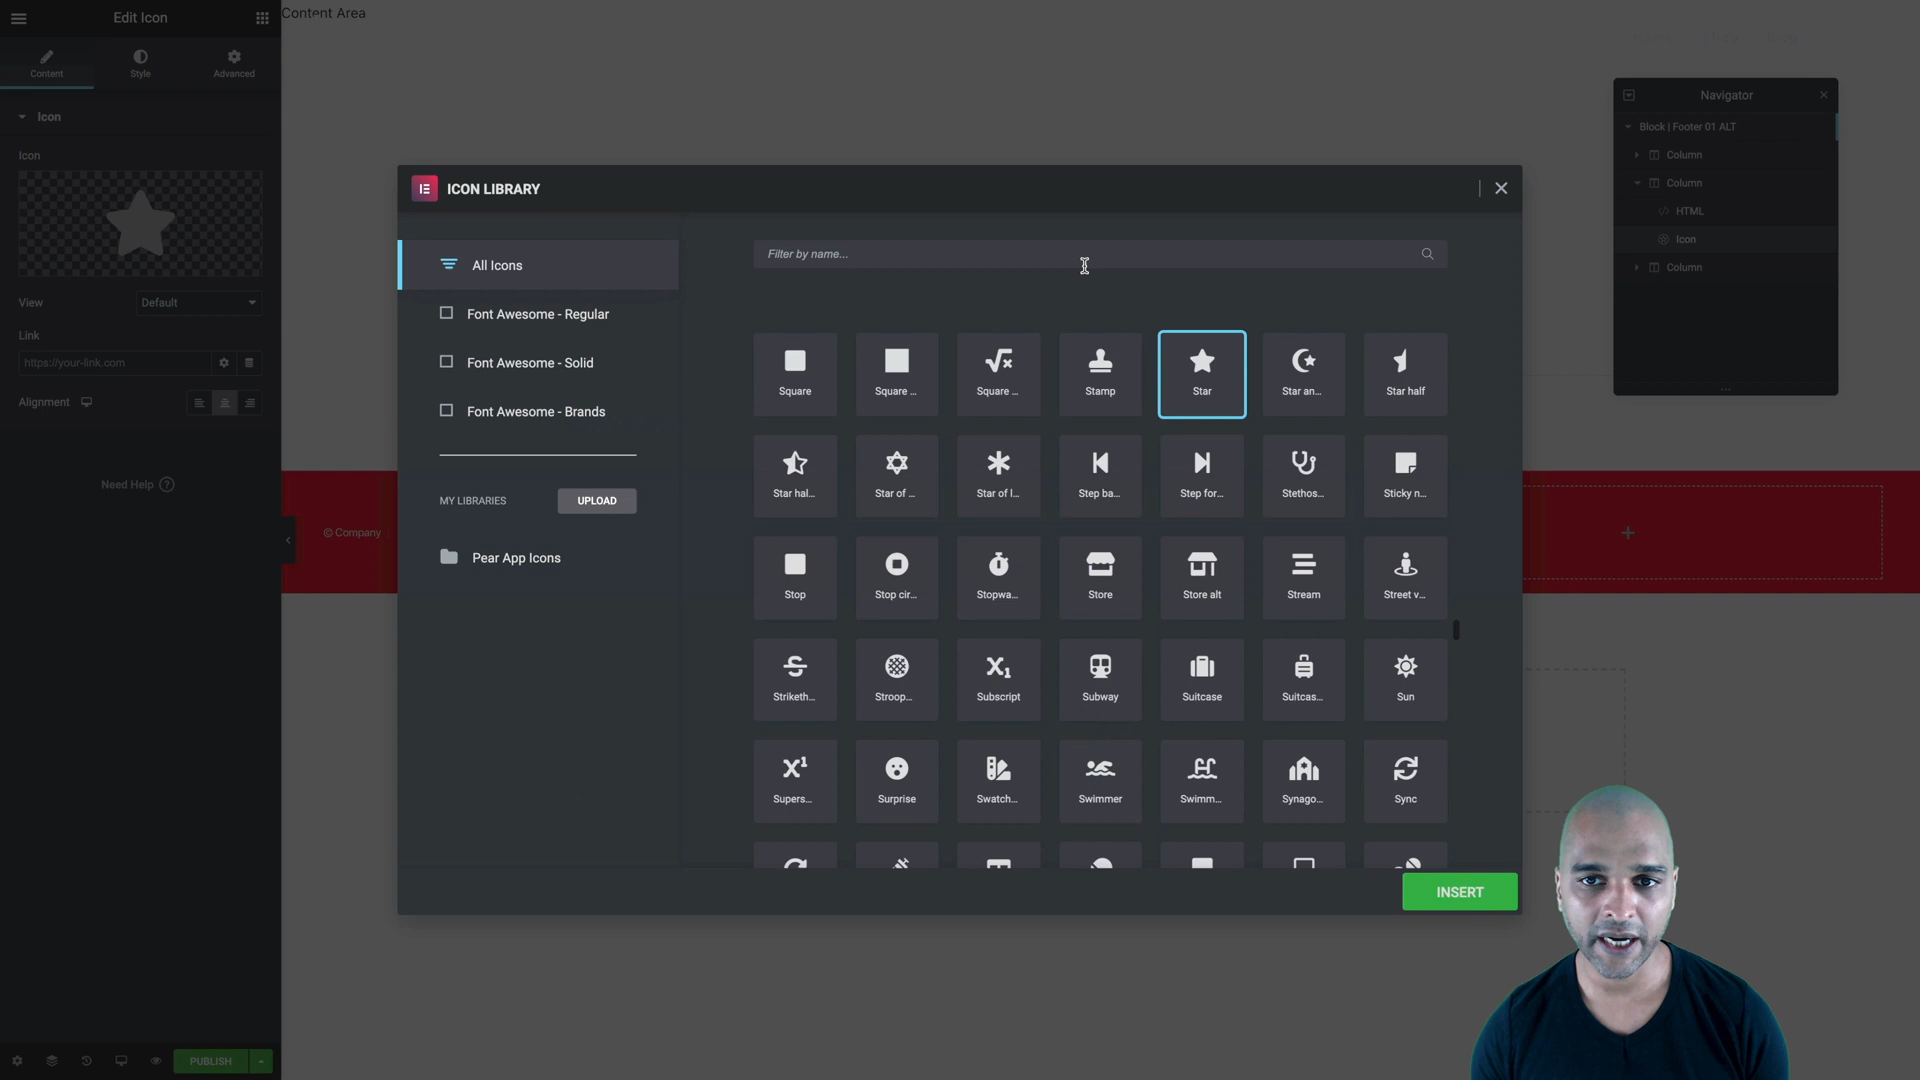 Edit Icon
Content Area
Content
Style
Advanced
Icon
Icon
View
Default
Link
https://your-link.com
Alignment
Need Help
PUBLISH
© Company
ICON LIBRARY
All Icons
Font Awesome - Regular
Font Awesome - Solid
Font Awesome - Brands
MY LIBRARIES
UPLOAD
Pear App Icons
Filter by name...
Square
Square ...
Square ...
Stamp
Star
Star an...
Star half
Star hal...
Star of ...
Star of l...
Step ba...
Step for...
Stethos...
Sticky n...
Stop
Stop cir...
Stopwa...
Store
Store alt
Stream
Street v...
Striketh...
Stroop...
Subscript
Subway
Suitcase
Suitcas...
Sun
Supers...
Surprise
Swatch...
Swimmer
Swimm...
Synago...
Sync
INSERT
Navigator
Block | Footer 01 ALT
Column
Column
HTML
Icon
Column